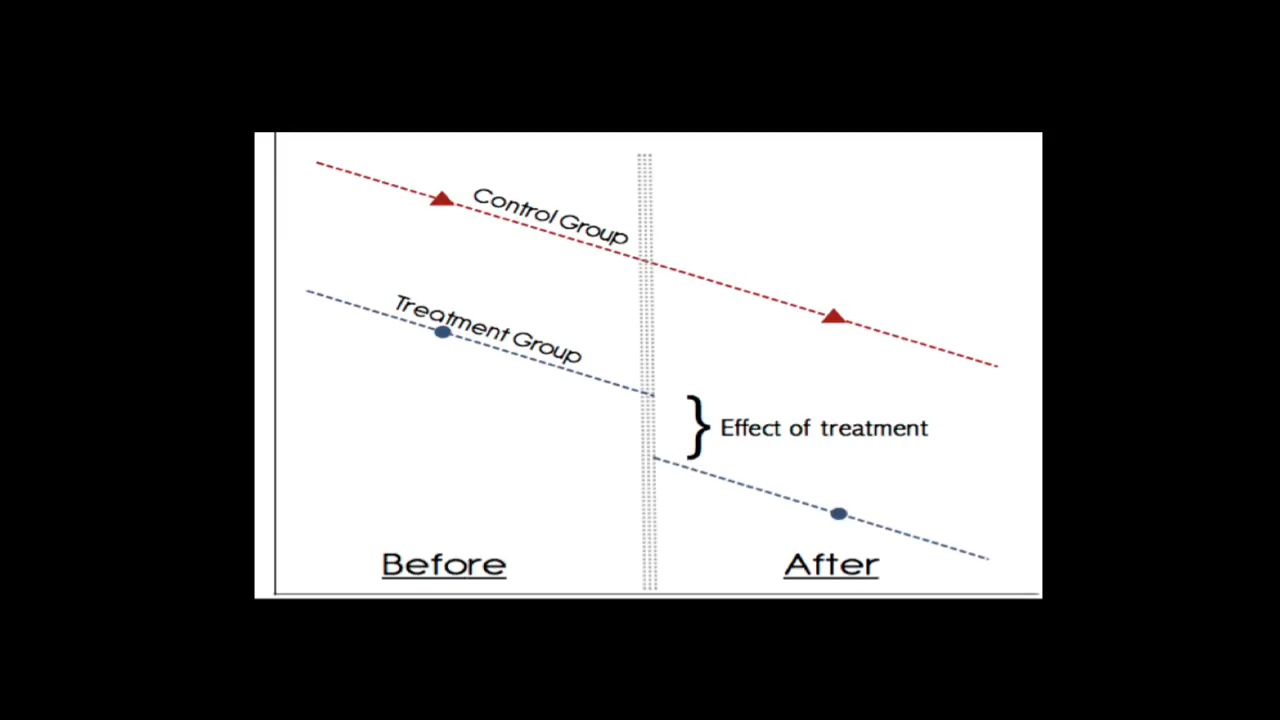 Control Group
Treatment Group
Effect of treatment
Before
After